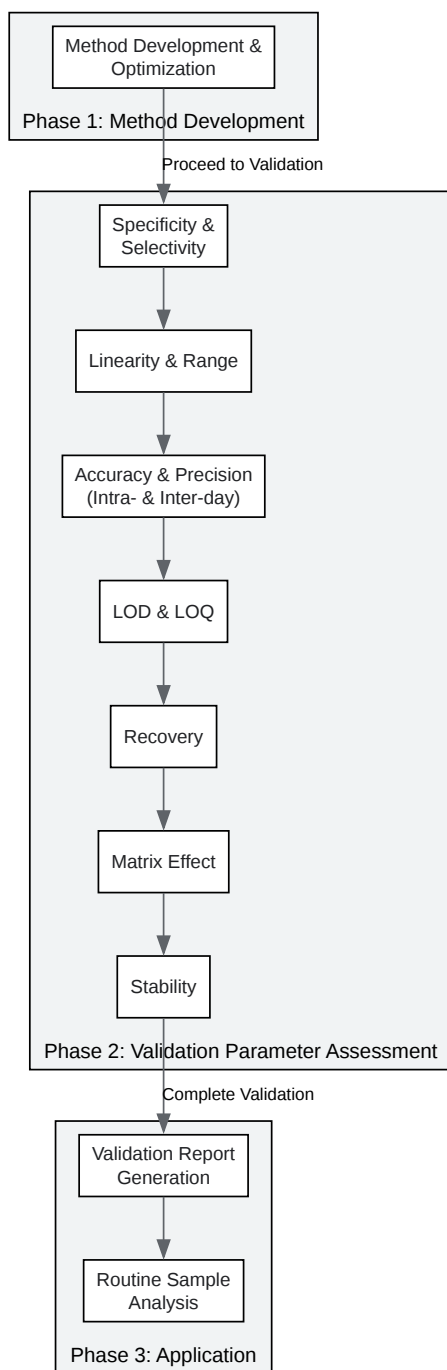 Method Development &
Optimization
Phase 1: Method Development
Proceed to Validation
Specificity &
Selectivity
Linearity & Range
Accuracy & Precision
(Intra- & Inter-day)
LOD & LOQ
Recovery
Matrix Effect
Stability
Phase 2: Validation Parameter Assessment
Complete Validation
Validation Report
Generation
Routine Sample
Analysis
Phase 3: Application